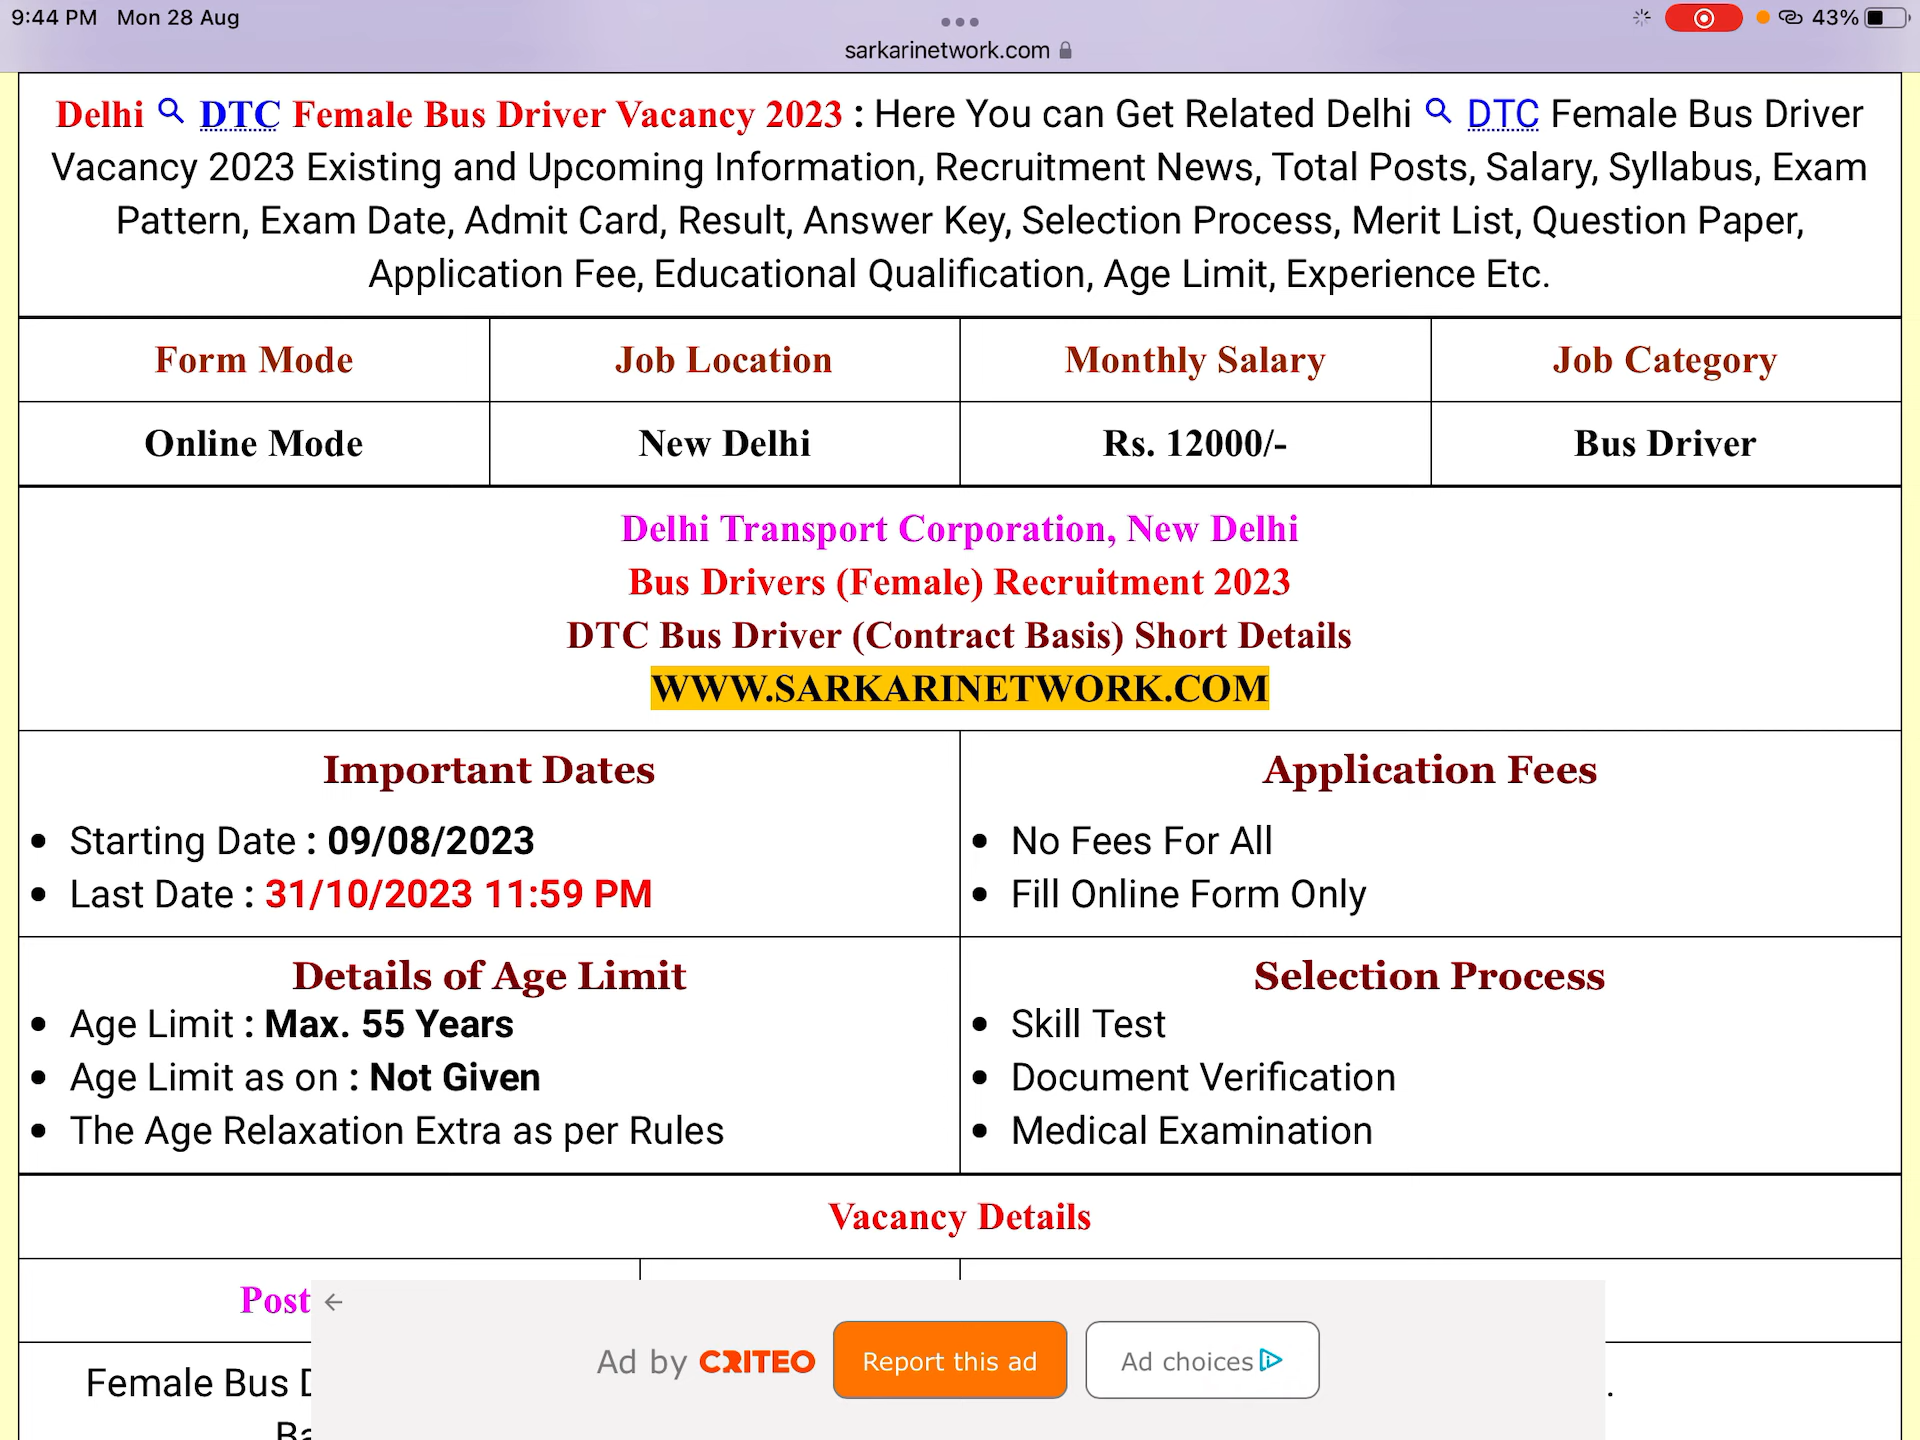 9:44 PM Mon 28 Aug
43%
sarkarinetwork.com
Delhi DTC Female Bus Driver Vacancy 2023 : Here You can Get Related Delhi DTC Female Bus Driver
Vacancy 2023 Existing and Upcoming Information, Recruitment News, Total Posts, Salary, Syllabus, Exam
Pattern, Exam Date, Admit Card, Result, Answer Key, Selection Process, Merit List, Question Paper,
Application Fee, Educational Qualification, Age Limit, Experience Etc.
Form Mode Job Location Monthly Salary Job Category
Online Mode New Delhi Rs. 12000/- Bus Driver
Delhi Transport Corporation, New Delhi
Bus Drivers (Female) Recruitment 2023
DTC Bus Driver (Contract Basis) Short Details
WWW.SARKARINETWORK.COM
Important Dates
• Starting Date : 09/08/2023
• Last Date : 31/10/2023 11:59 PM
Application Fees
• No Fees For All
• Fill Online Form Only
Details of Age Limit
• Age Limit : Max. 55 Years
• Age Limit as on : Not Given
• The Age Relaxation Extra as per Rules
Selection Process
• Skill Test
• Document Verification
• Medical Examination
Vacancy Details
Post
Female Bus
Ad by CRITEO Report this ad Ad choices